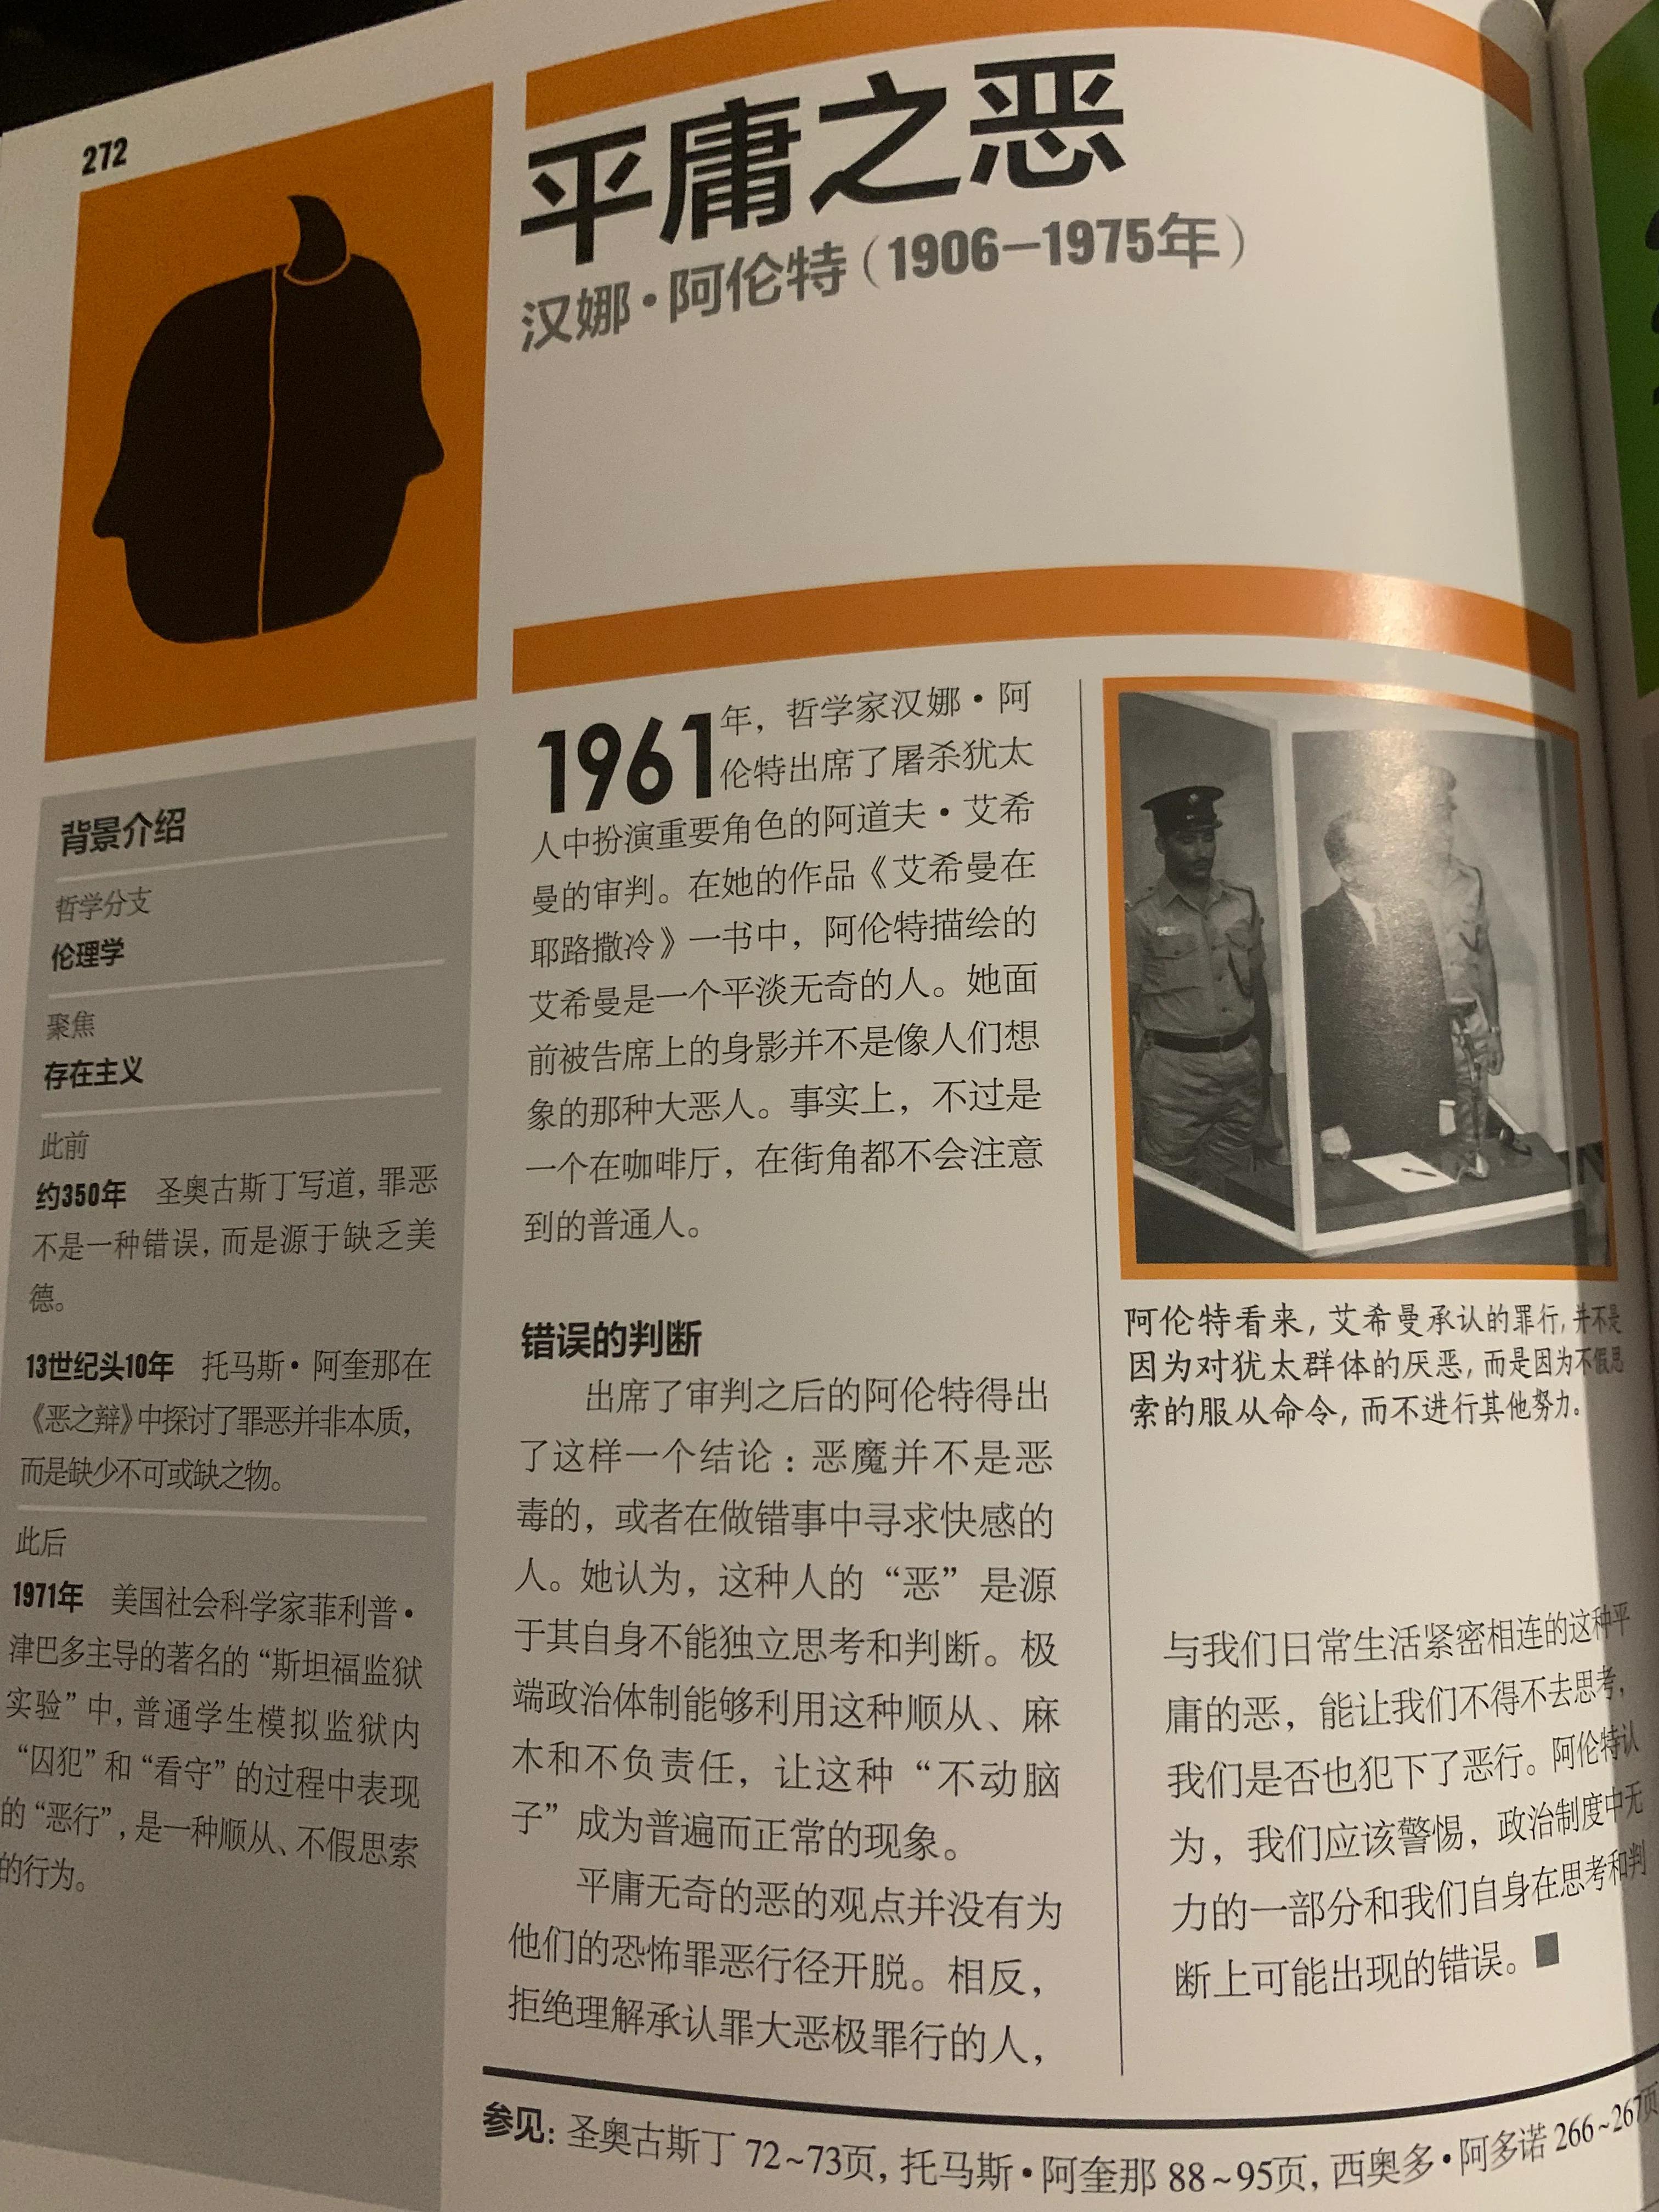 272
平庸之恶
汉娜·阿伦特（1906—1975年）
背景介绍
哲学分支
伦理学
聚焦
存在主义
此前
约350年 圣奥古斯丁写道，罪恶
不是一种错误，而是源于缺乏美
德。
13世纪头10年 托马斯·阿奎那在
《恶之辩》中探讨了罪恶并非本质，
而是缺少不可或缺之物。
此后
1971年 美国社会科学家菲利普·
津巴多主导的著名的“斯坦福监狱
实验”中，普通学生模拟监狱内
“囚犯”和“看守”的过程中表现
的“恶行”，是一种顺从、不假思索
的行为。
1961年，哲学家汉娜·阿
伦特出席了屠杀犹太
人中扮演重要角色的阿道夫·艾希
曼的审判。在她的作品《艾希曼在
耶路撒冷》一书中，阿伦特描绘的
艾希曼是一个平淡无奇的人。她面
前被告席上的身影并不是像人们想
象的那种大恶人。事实上，不过是
一个在咖啡厅，在街角都不会注意
到的普通人。
错误的判断
出席了审判之后的阿伦特得出
了这样一个结论：恶魔并不是恶
毒的，或者在做错事中寻求快感的
人。她认为，这种人的“恶”是源
于其自身不能独立思考和判断。极
端政治体制能够利用这种顺从、麻
木和不负责任，让这种“不动脑
子”成为普遍而正常的现象。
平庸无奇的恶的观点并没有为
他们的恐怖罪恶行径开脱。相反，
拒绝理解承认罪大恶极罪行的人，
阿伦特看来，艾希曼承认的罪行，并不是
因为对犹太群体的厌恶，而是因为不假思
索的服从命令，而不进行其他努力。
与我们日常生活紧密相连的这种平
庸的恶，能让我们不得不去思考，
我们是否也犯下了恶行。阿伦特认
为，我们应该警惕，政治制度中无
力的一部分和我们自身在思考和判
断上可能出现的错误。
参见：圣奥古斯丁 72~73页，托马斯·阿奎那 88~95页，西奥多·阿多诺 266~267页